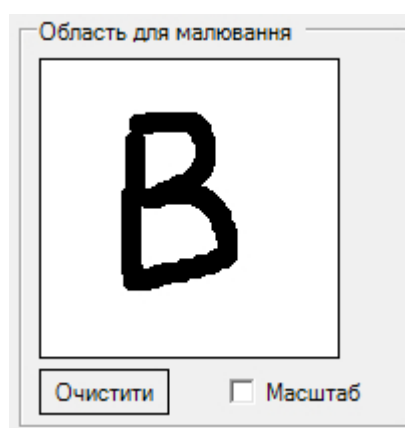 Область для малювання
В
Очистити
Масштаб